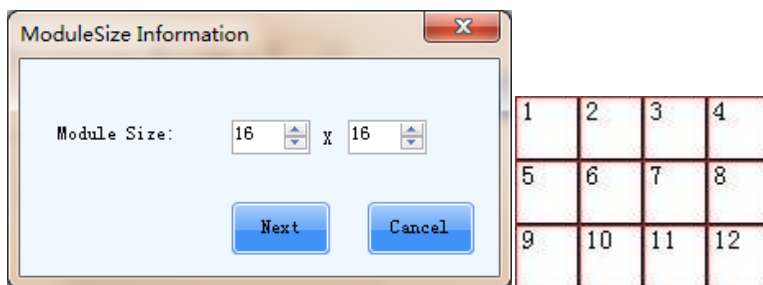 ModuleSize Information
Module Size: 16 X 16
Next Cancel
1 2 3 4
5 6 7 8
9 10 11 12